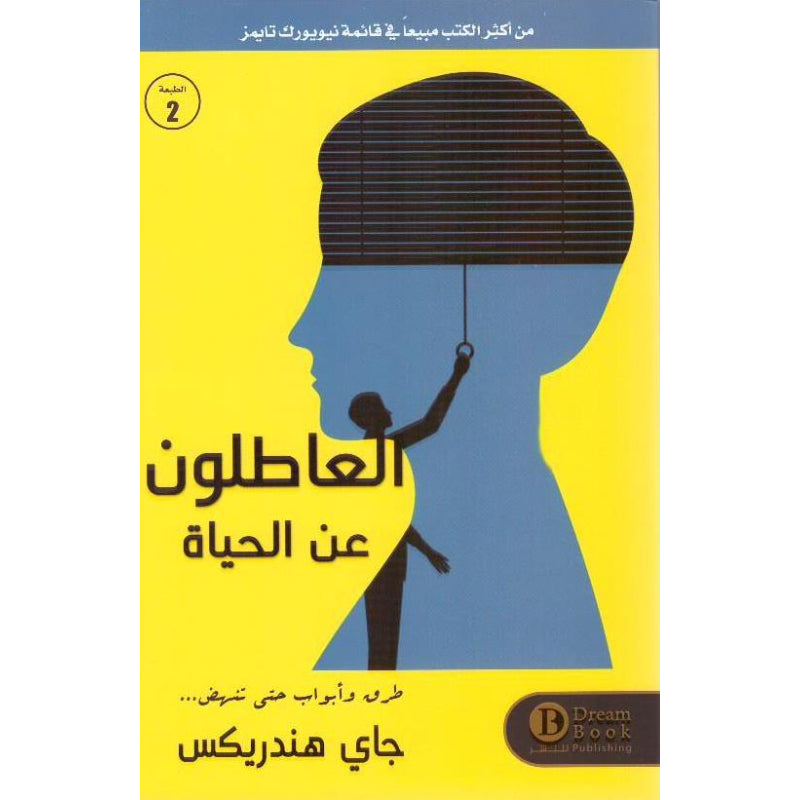 من أكثر الكتب مبيعاً في قائمة نيويورك تايمز
الطبعة
2
العاطلون
عن الحياة
طرق وأبواب حتى تنهض...
جاي هندريكس
Dream
Book
للنشر Publishing